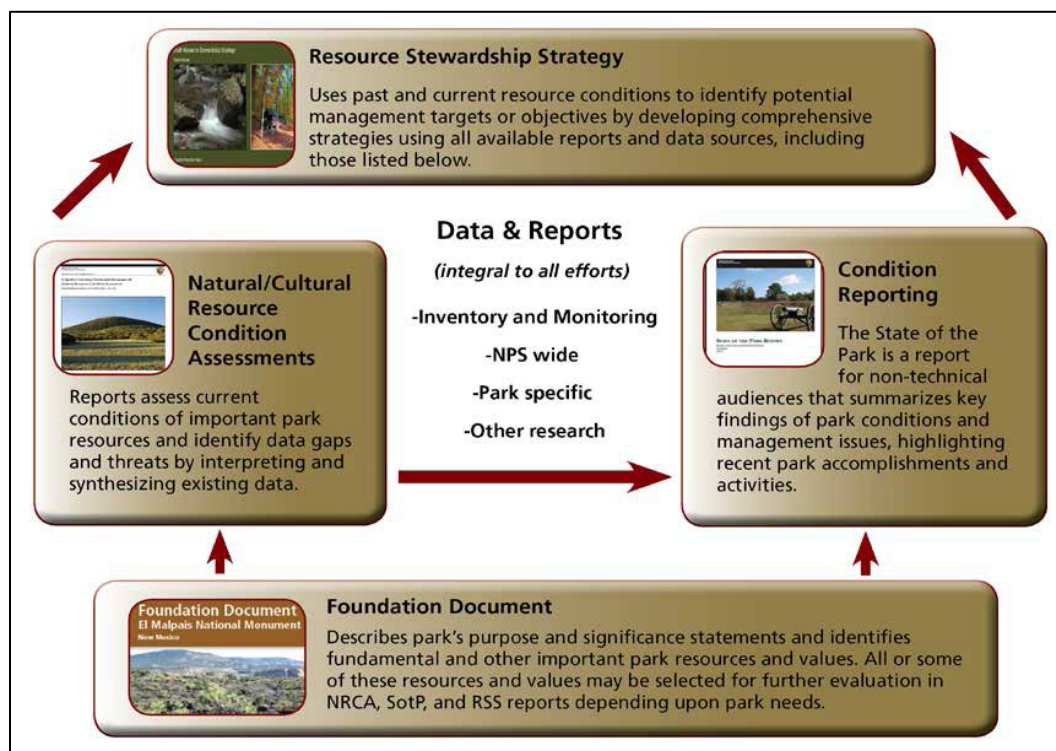 Resource Stewardship Strategy
Uses past and current resource conditions to identify potential
management targets or objectives by developing comprehensive
strategies using all available reports and data sources, including
those listed below.
Data & Reports
(integral to all efforts)
-Inventory and Monitoring
-NPS wide
-Park specific
-Other research
Natural/Cultural
Resource
Condition
Assessments
Reports assess current
conditions of important park
resources and identify data gaps
and threats by interpreting and
synthesizing existing data.
Condition
Reporting
The State of the
Park is a report
for non-technical
audiences that summarizes key
findings of park conditions and
management issues, highlighting
recent park accomplishments and
activities.
Foundation Document
El Malpais National Monument
New Mexico
Foundation Document
Describes park's purpose and significance statements and identifies
fundamental and other important park resources and values. All or some
of these resources and values may be selected for further evaluation in
NRCA, SotP, and RSS reports depending upon park needs.